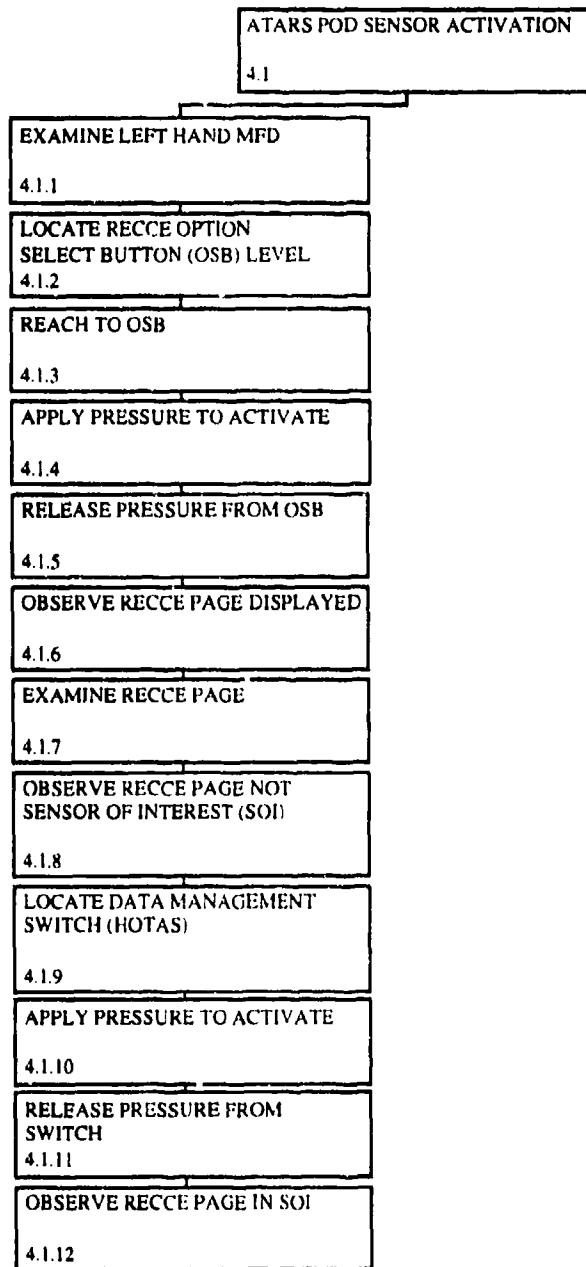 ATARS POD SENSOR ACTIVATION
4.1
EXAMINE LEFT HAND MFD
4.1.1
LOCATE RECCE OPTION
SELECT BUTTON (OSB) LEVEL
4.1.2
REACH TO OSB
4.1.3
APPLY PRESSURE TO ACTIVATE
4.1.4
RELEASE PRESSURE FROM OSB
4.1.5
OBSERVE RECCE PAGE DISPLAYED
4.1.6
EXAMINE RECCE PAGE
4.1.7
OBSERVE RECCE PAGE NOT
SENSOR OF INTEREST (SOI)
4.1.8
LOCATE DATA MANAGEMENT
SWITCH (HOTAS)
4.1.9
APPLY PRESSURE TO ACTIVATE
4.1.10
RELEASE PRESSURE FROM
SWITCH
4.1.11
OBSERVE RECCE PAGE IN SOI
4.1.12